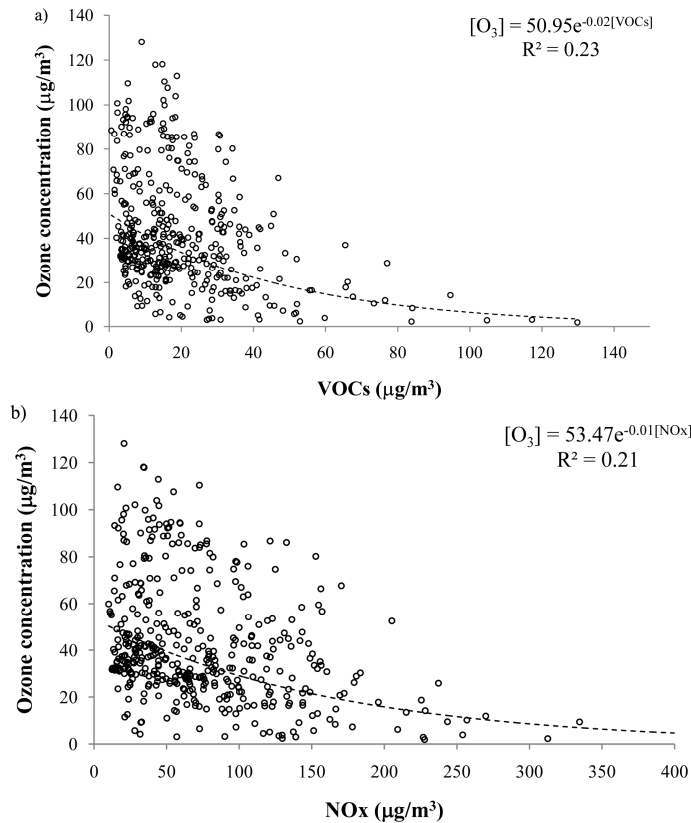 a)
[O₃] = 50.95e⁻⁰·⁰²[VOCs]
R² = 0.23
Ozone concentration (µg/m³)
140
120
100
80
60
40
20
0
0 20 40 60 80 100 120 140
VOCs (µg/m³)
b)
[O₃] = 53.47e⁻⁰·⁰¹[NOx]
R² = 0.21
Ozone concentration (µg/m³)
140
120
100
80
60
40
20
0
0 50 100 150 200 250 300 350 400
NOx (µg/m³)